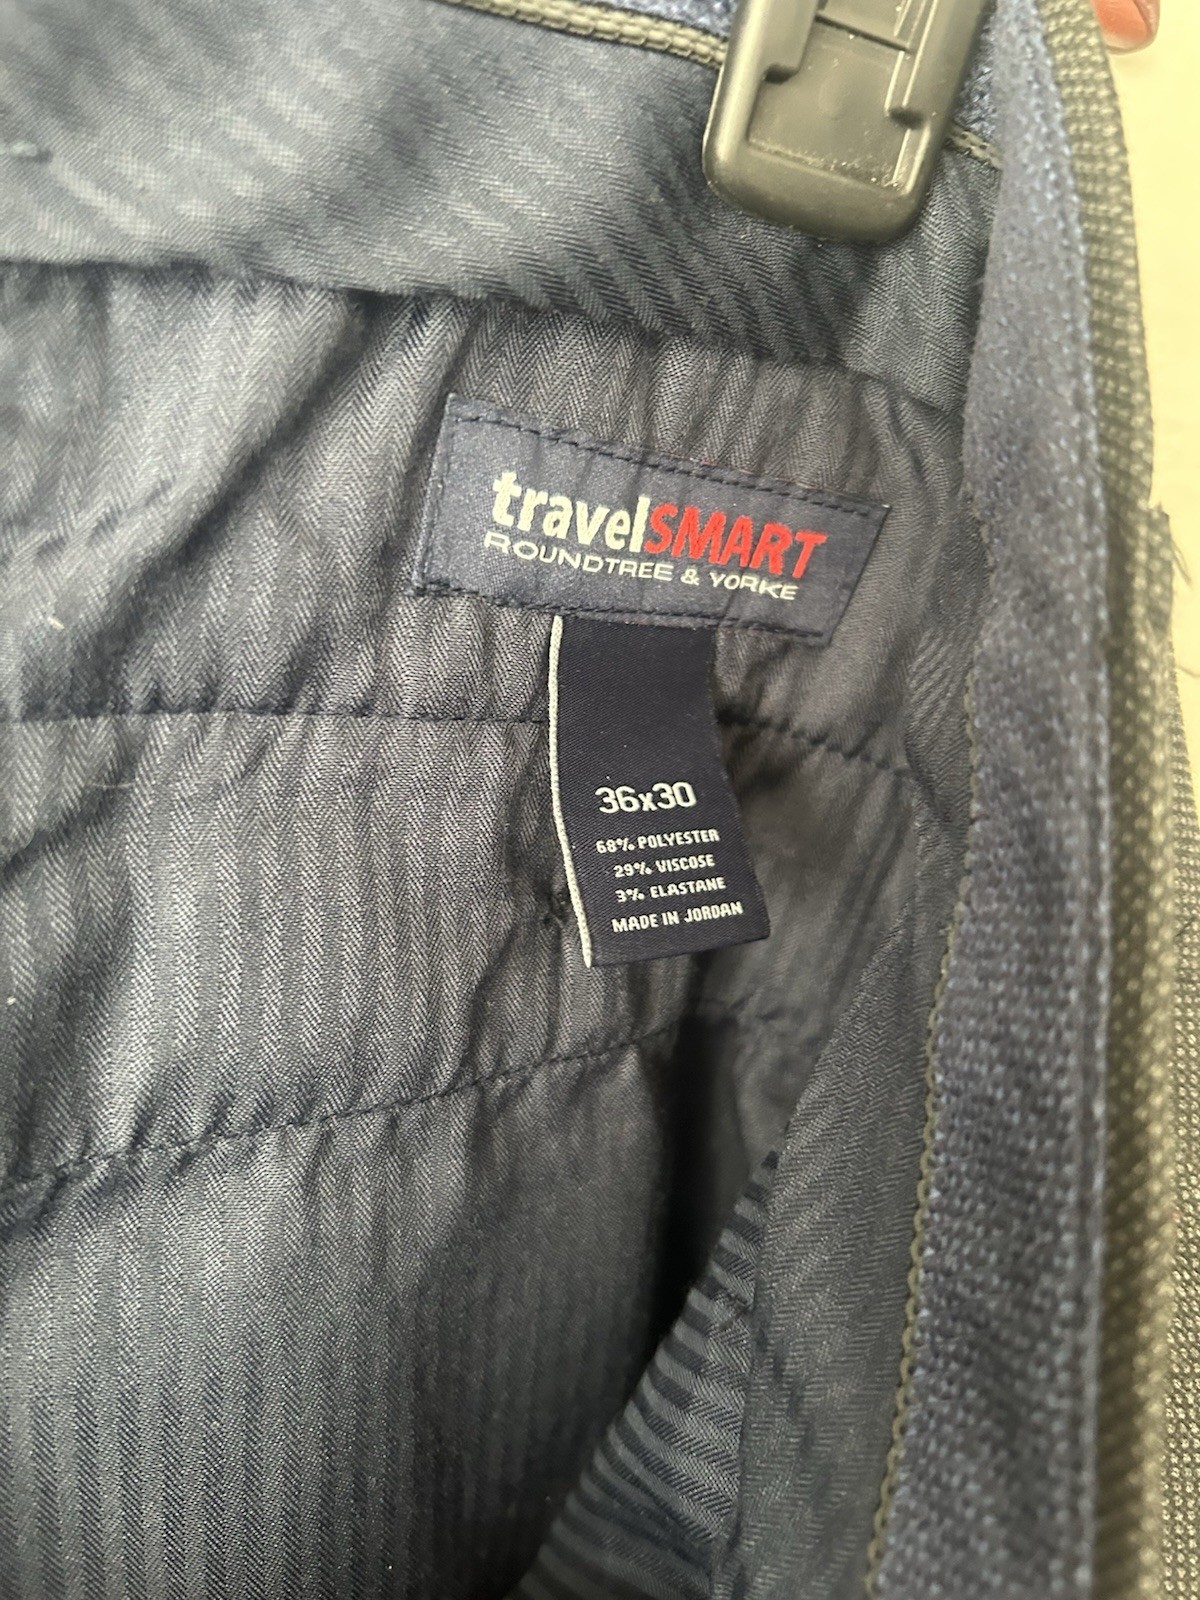 travelSMART
ROUNDTREE & YORKE
36x30
68% POLYESTER
29% VISCOSE
3% ELASTANE
MADE IN JORDAN